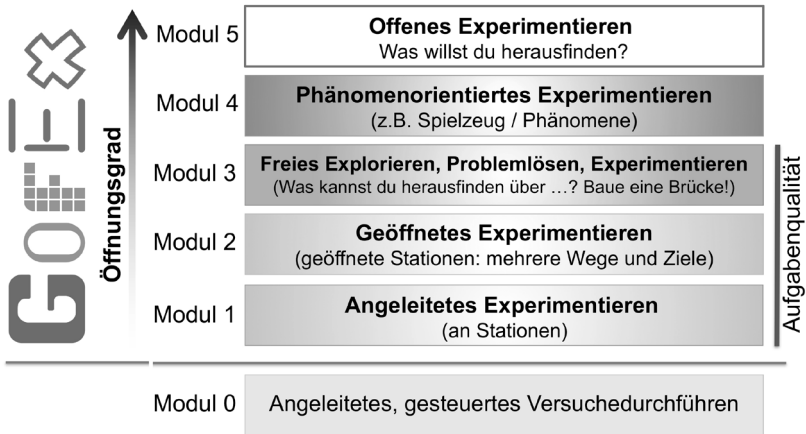 GOFEX
Öffnungsgrad
Modul 5
Offenes Experimentieren
Was willst du herausfinden?
Modul 4
Phänomenorientiertes Experimentieren
(z.B. Spielzeug / Phänomene)
Modul 3
Freies Explorieren, Problemlösen, Experimentieren
(Was kannst du herausfinden über ...? Baue eine Brücke!)
Modul 2
Geöffnetes Experimentieren
(geöffnete Stationen: mehrere Wege und Ziele)
Modul 1
Angeleitetes Experimentieren
(an Stationen)
Aufgabenqualität
Modul 0
Angeleitetes, gesteuertes Versuchedurchführen